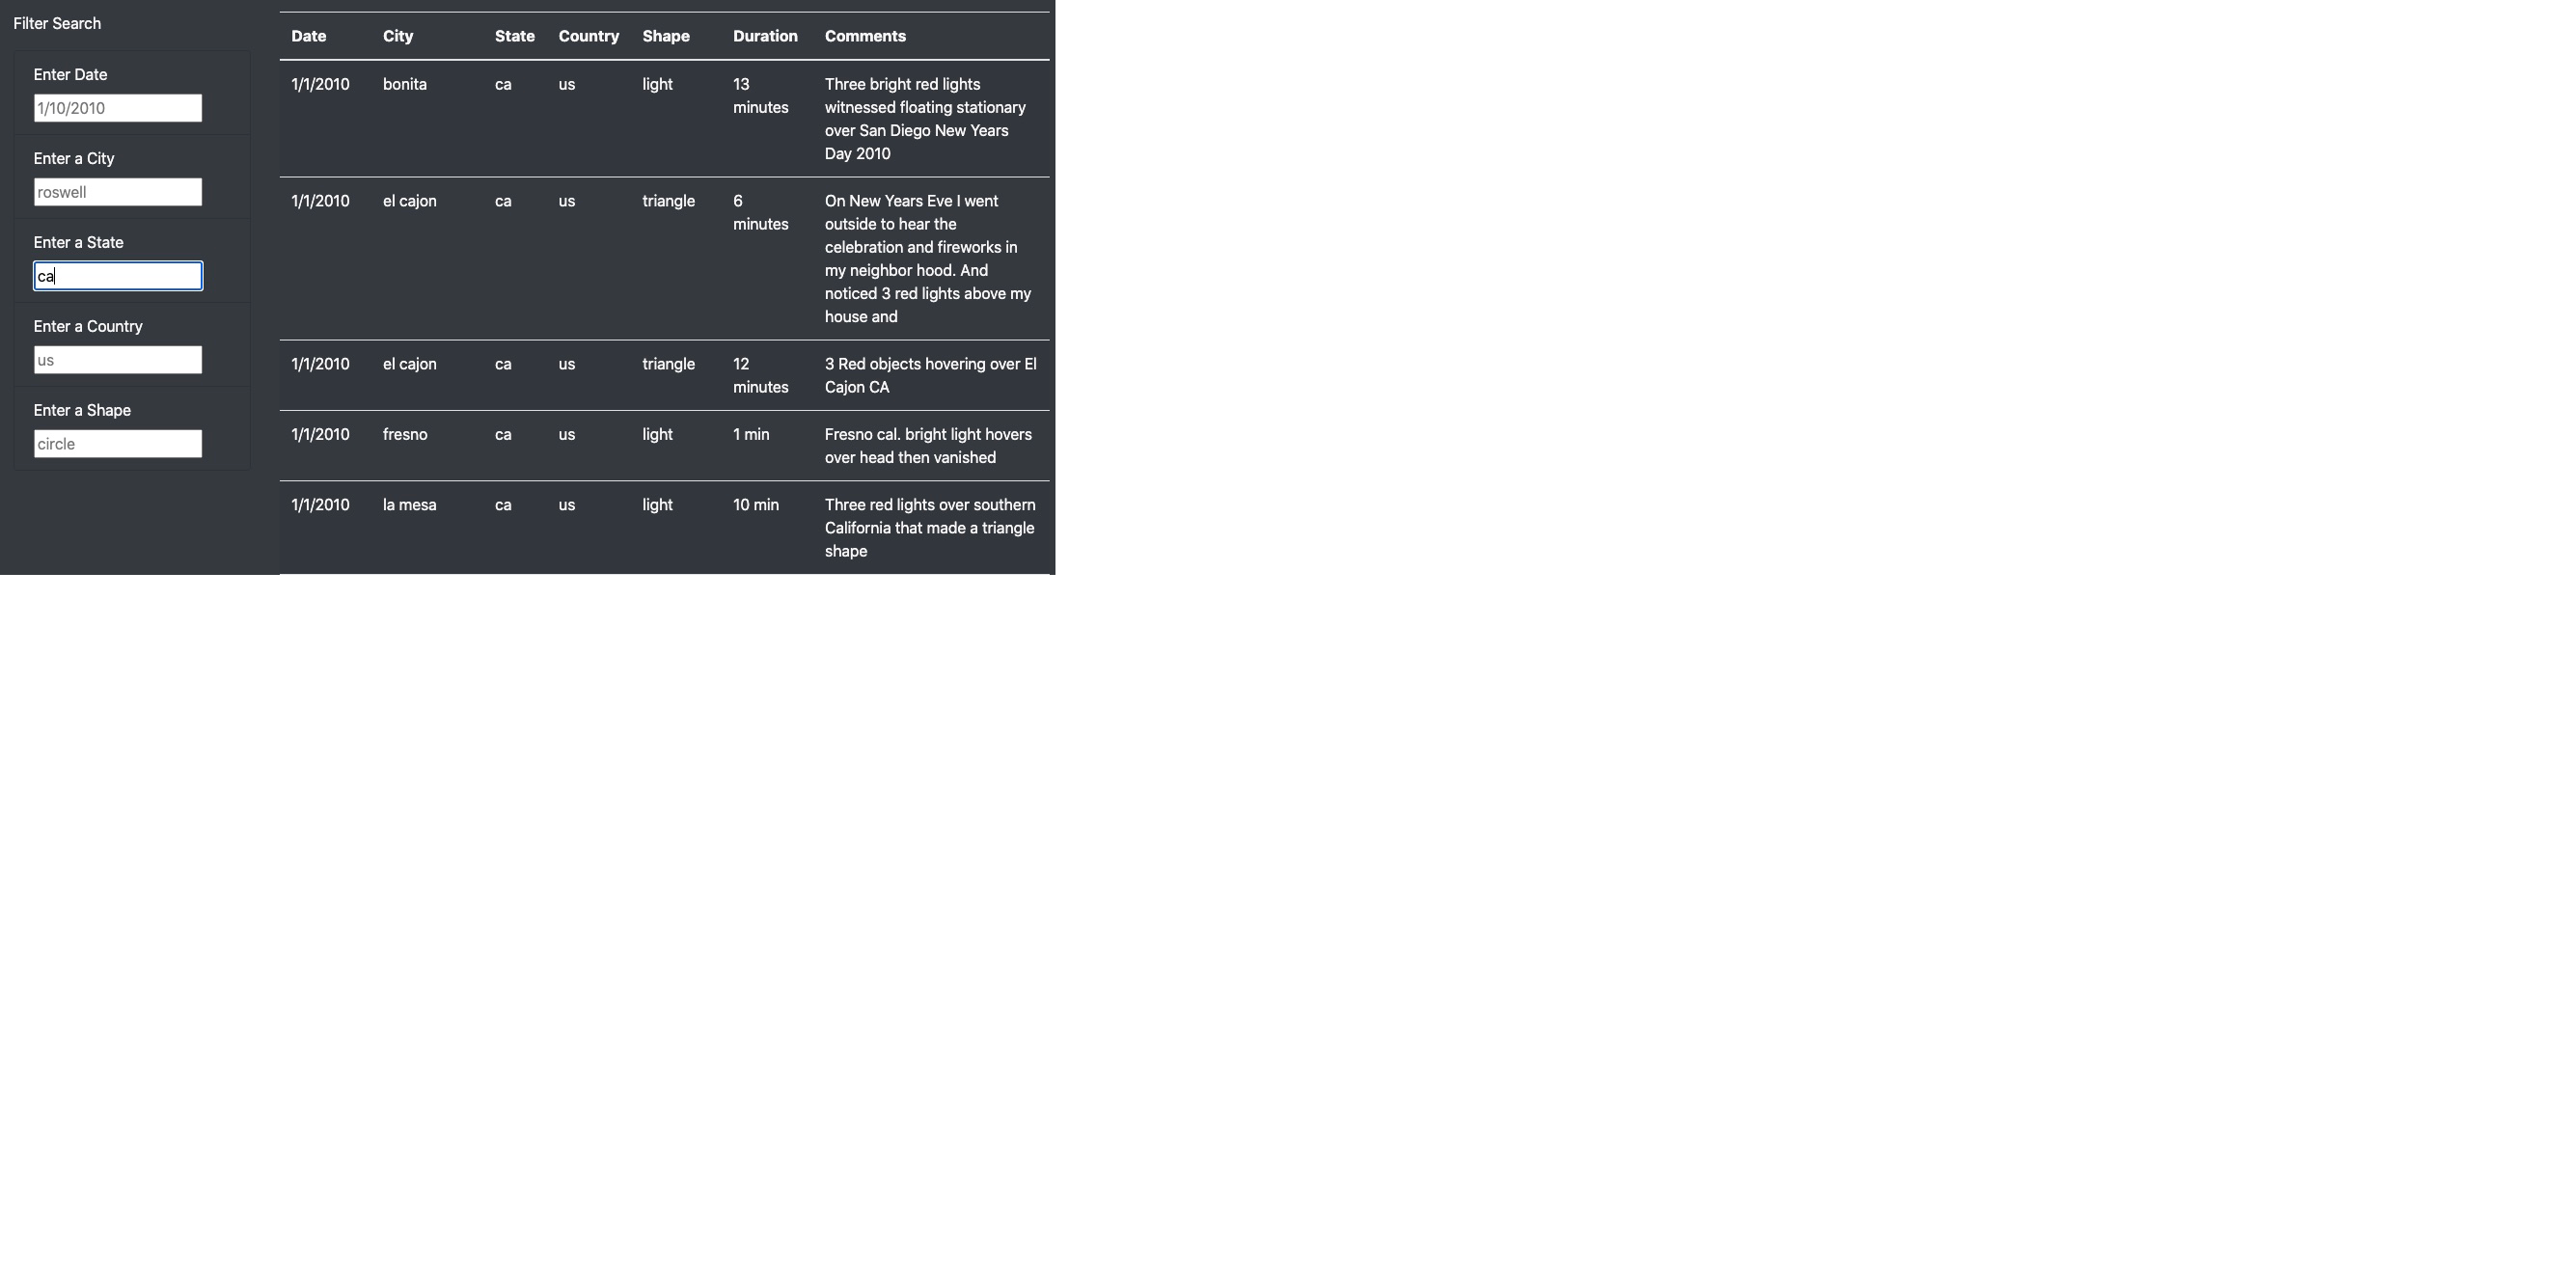 Filter Search
Enter Date
1/10/2010
Enter a City
roswell
Enter a State
ca
Enter a Country
us
Enter a Shape
circle
Date City State Country Shape Duration Comments
1/1/2010 bonita ca us light 13 Three bright red lights
minutes witnessed floating stationary
over San Diego New Years
Day 2010
1/1/2010 el cajon ca us triangle 6 On New Years Eve I went
minutes outside to hear the
celebration and fireworks in
my neighbor hood. And
noticed 3 red lights above my
house and
1/1/2010 el cajon ca us triangle 12 3 Red objects hovering over El
minutes Cajon CA
1/1/2010 fresno ca us light 1 min Fresno cal. bright light hovers
over head then vanished
1/1/2010 la mesa ca us light 10 min Three red lights over southern
California that made a triangle
shape